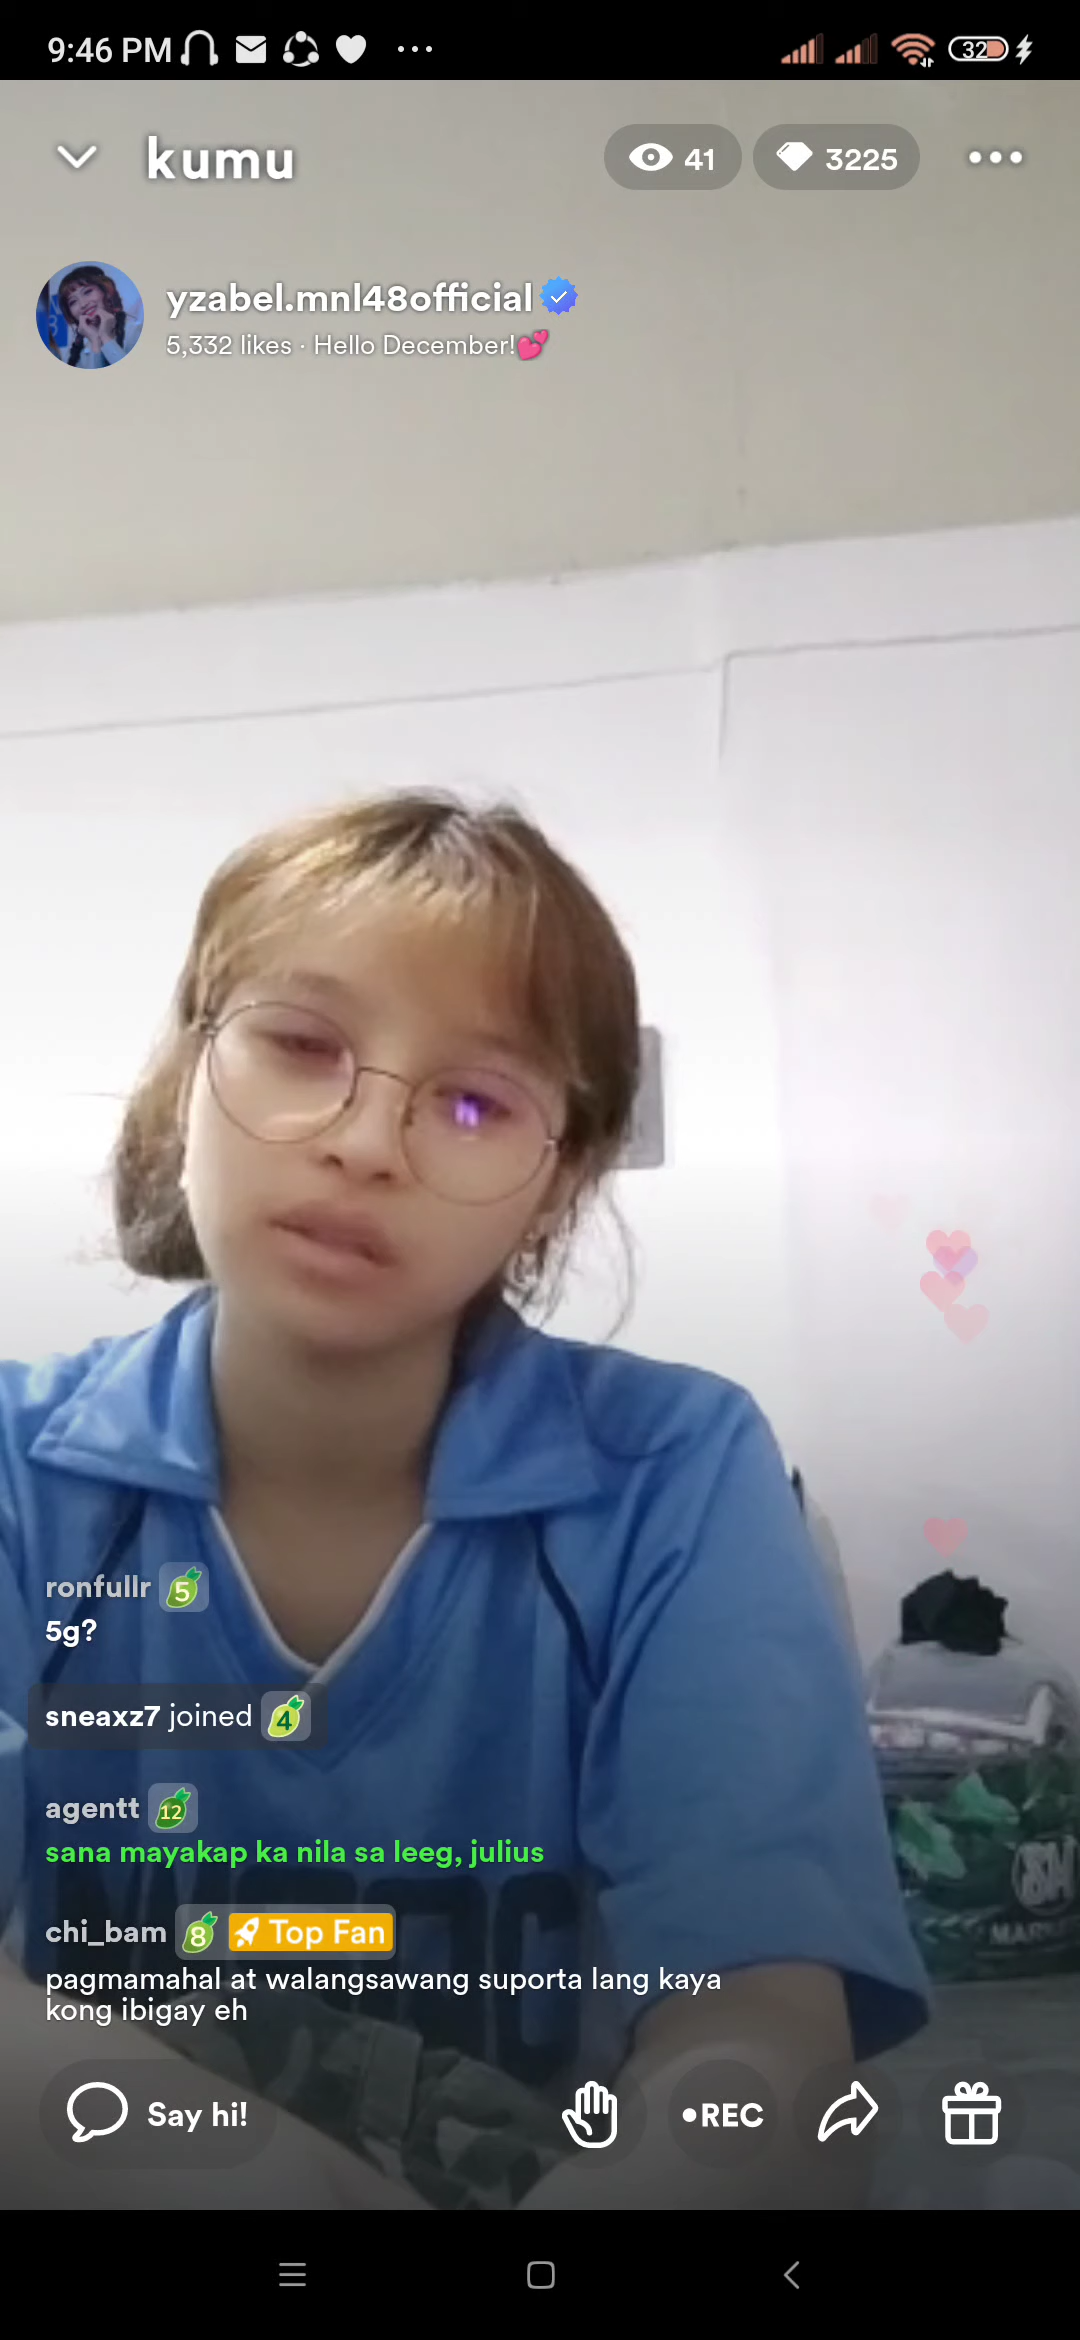 9:46 PM
32
kumu
41
3225
yzabel.mnl48official
5,332 likes · Hello December!💕
ronfullr 5
5g?
sneaxz7 joined 4
agentt 12
sana mayakap ka nila sa leeg, julius
chi_bam 8 Top Fan
pagmamahal at walangsawang suporta lang kaya
kong ibigay eh
Say hi!
•REC